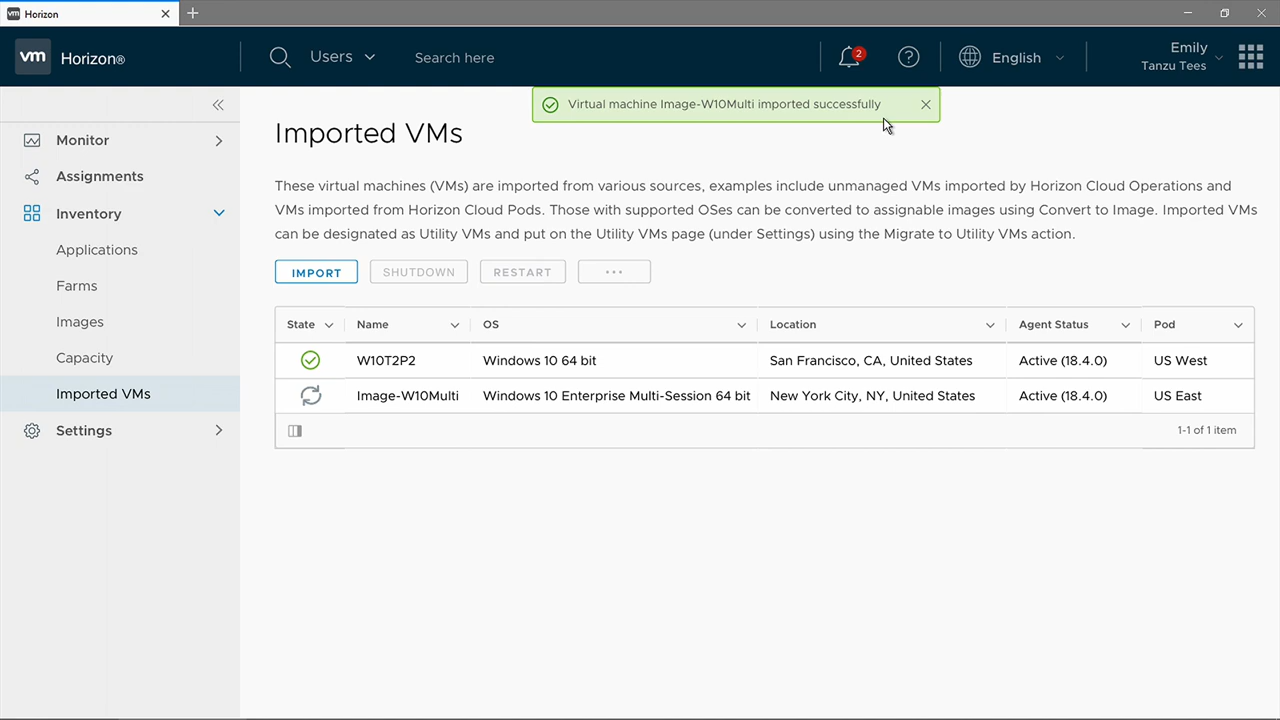 vm Horizon
vm Horizon®
Users
Search here
2
English
Emily
Tanzu Tees
Virtual machine Image-W10Multi imported successfully
Monitor
Assignments
Inventory
Applications
Farms
Images
Capacity
Imported VMs
Settings
Imported VMs
These virtual machines (VMs) are imported from various sources, examples include unmanaged VMs imported by Horizon Cloud Operations and
VMs imported from Horizon Cloud Pods. Those with supported OSes can be converted to assignable images using Convert to Image. Imported VMs
can be designated as Utility VMs and put on the Utility VMs page (under Settings) using the Migrate to Utility VMs action.
IMPORT SHUTDOWN RESTART ...
State Name OS Location Agent Status Pod
W10T2P2 Windows 10 64 bit San Francisco, CA, United States Active (18.4.0) US West
Image-W10Multi Windows 10 Enterprise Multi-Session 64 bit New York City, NY, United States Active (18.4.0) US East
1-1 of 1 item